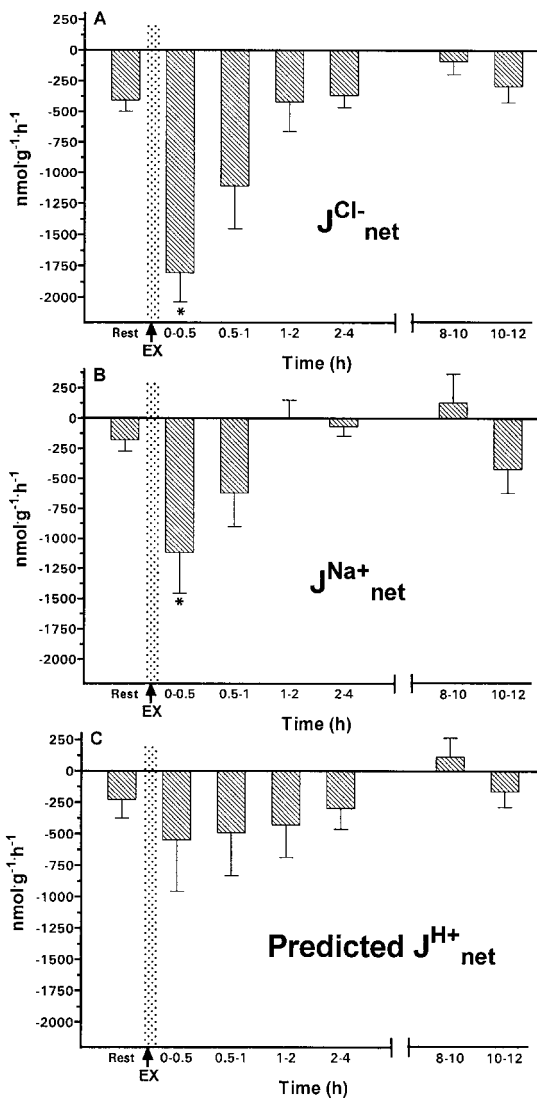 A
250
0
-250
-500
-750
-1000
-1250
-1500
-1750
-2000
nmol·g⁻¹·h⁻¹
J^Cl-_net
*
Rest 0-0.5 0.5-1 1-2 2-4 8-10 10-12
EX
Time (h)
B
250
0
-250
-500
-750
-1000
-1250
-1500
-1750
-2000
nmol·g⁻¹·h⁻¹
*
J^Na+_net
Rest 0-0.5 0.5-1 1-2 2-4 8-10 10-12
EX
Time (h)
C
250
0
-250
-500
-750
-1000
-1250
-1500
-1750
-2000
nmol·g⁻¹·h⁻¹
Predicted J^H+_net
Rest 0-0.5 0.5-1 1-2 2-4 8-10 10-12
EX
Time (h)